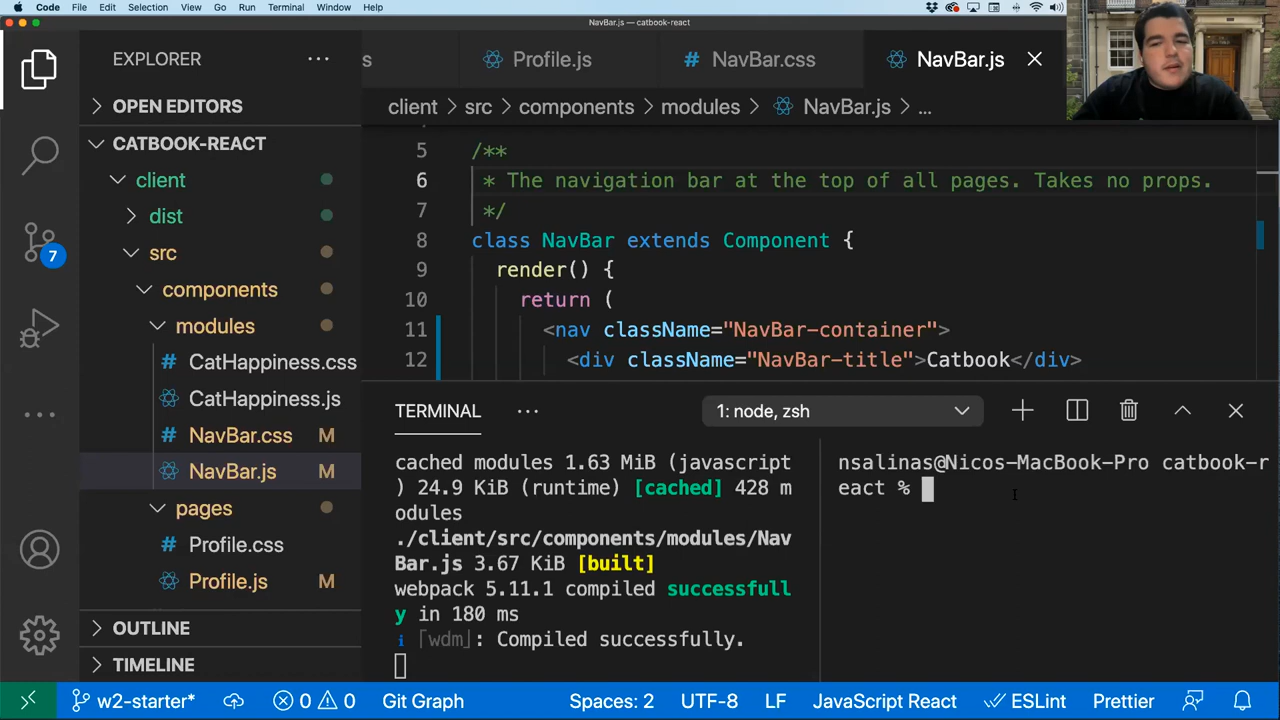 Code File Edit Selection View Go Run Terminal Window Help
NavBar.js — catbook-react
EXPLORER
s
Profile.js
# NavBar.css
NavBar.js
client > src > components > modules > NavBar.js > ...
OPEN EDITORS
CATBOOK-REACT
client
dist
src
components
modules
CatHappiness.css
CatHappiness.js
NavBar.css M
NavBar.js M
pages
Profile.css
Profile.js M
OUTLINE
TIMELINE
7
5 /**
6 * The navigation bar at the top of all pages. Takes no props.
7 */
8 class NavBar extends Component {
9 render() {
10 return (
11 <nav className="NavBar-container">
12 <div className="NavBar-title">Catbook</div>
TERMINAL
1: node, zsh
cached modules 1.63 MiB (javascript
) 24.9 KiB (runtime) [cached] 428 m
odules
./client/src/components/modules/Nav
Bar.js 3.67 KiB [built]
webpack 5.11.1 compiled successfull
y in 180 ms
i ｢wdm｣: Compiled successfully.
nsalinas@Nicos-MacBook-Pro catbook-r
eact %
w2-starter* 0 0 Git Graph Spaces: 2 UTF-8 LF JavaScript React ESLint Prettier